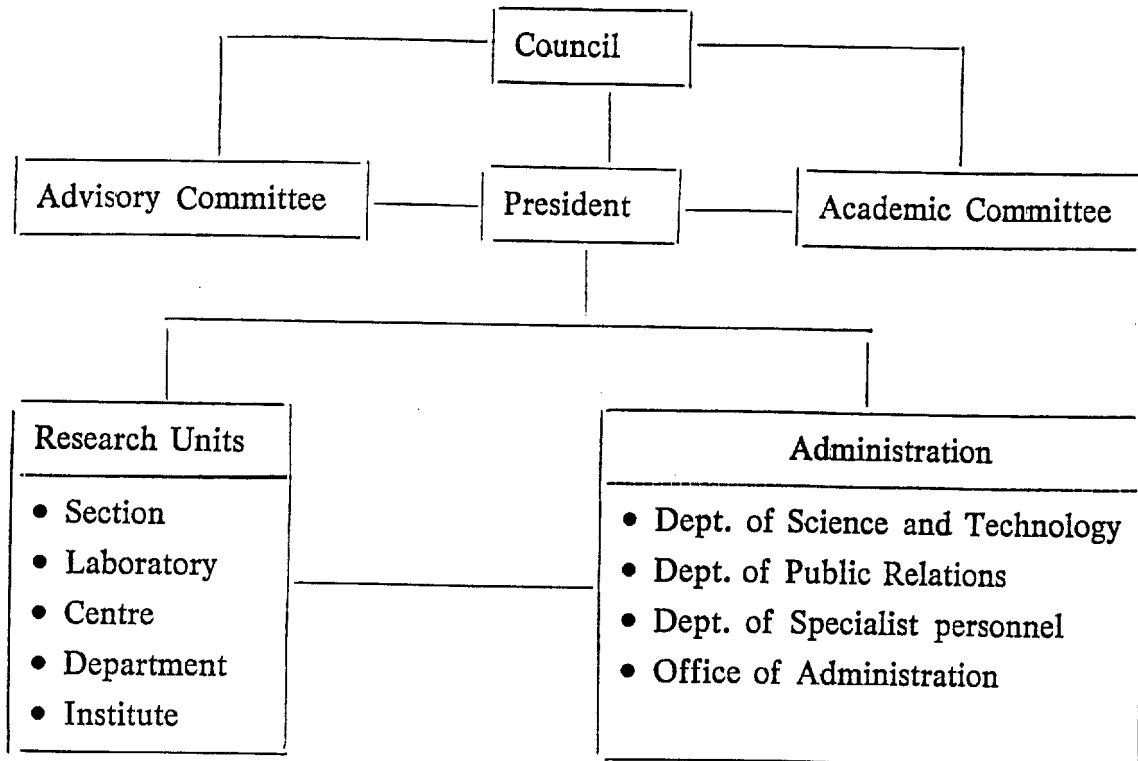 Council
Advisory Committee
President
Academic Committee
Research Units
• Section
• Laboratory
• Centre
• Department
• Institute
Administration
• Dept. of Science and Technology
• Dept. of Public Relations
• Dept. of Specialist personnel
• Office of Administration